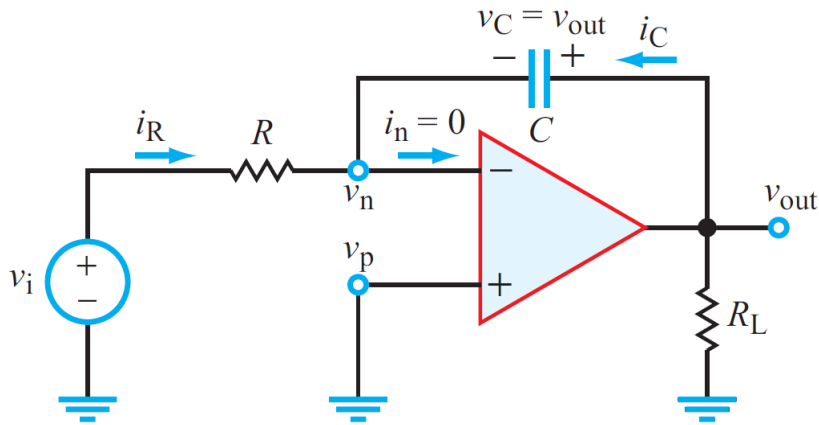 v_C = v_out
− +
i_C
C
i_R
R
i_n = 0
v_n
−
v_out
v_p
+
v_i
+
−
R_L